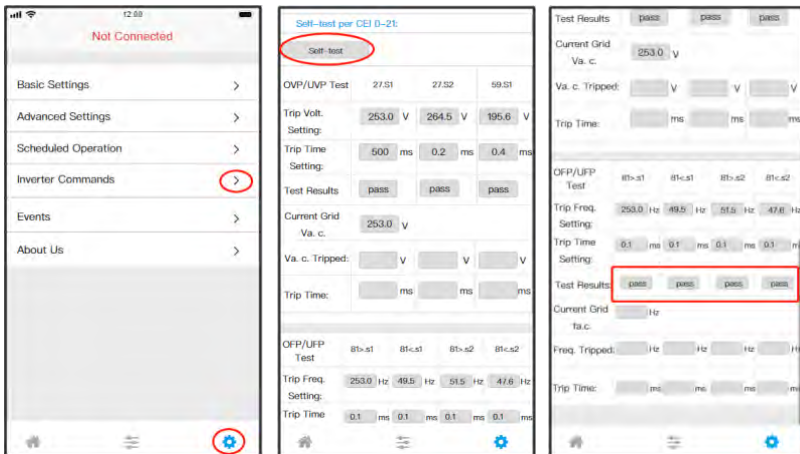 12:00
Not Connected
Basic Settings
Advanced Settings
Scheduled Operation
Inverter Commands
Events
About Us
Self-test per CEI 0-21:
Self-test
OVP/UVP Test 27.S1 27.S2 59.S1
Trip Volt. Setting: 253.0 V 264.5 V 195.6 V
Trip Time Setting: 500 ms 0.2 ms 0.4 ms
Test Results pass pass pass
Current Grid Va. c. 253.0 V
Va. c. Tripped: V V V
Trip Time: ms ms ms
OFP/UFP Test 81>.s1 81<.s1 81>.s2 81<.s2
Trip Freq. Setting: 253.0 Hz 49.5 Hz 51.5 Hz 47.6 Hz
Trip Time 0.1 ms 0.1 ms 0.1 ms 0.1
Test Results pass pass pass
Current Grid Va. c. 253.0 V
Va. c. Tripped: V V V
Trip Time: ms ms ms
OFP/UFP Test 81>.s1 81<.s1 81>.s2 81<.s2
Trip Freq. Setting: 253.0 Hz 49.5 Hz 51.5 Hz 47.6 Hz
Trip Time Setting: 0.1 ms 0.1 ms 0.1 ms 0.1 m
Test Results: pass pass pass pass
Current Grid fa.c. Hz
Freq. Tripped: Hz Hz Hz H
Trip Time: ms ms ms ms